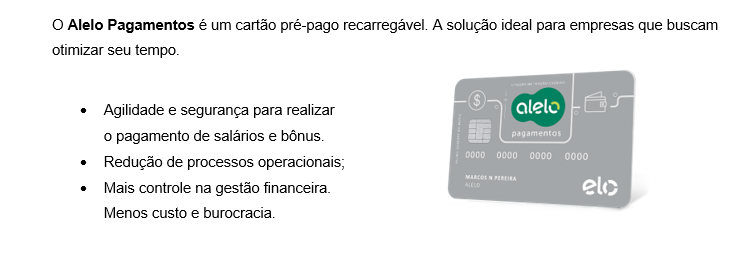 O Alelo Pagamentos é um cartão pré-pago recarregável. A solução ideal para empresas que buscam
otimizar seu tempo.
• Agilidade e segurança para realizar
o pagamento de salários e bônus.
• Redução de processos operacionais;
• Mais controle na gestão financeira.
Menos custo e burocracia.
alelo
pagamentos
0000 0000 0000 0000
MARCOS N PEREIRA
ALELO
elo